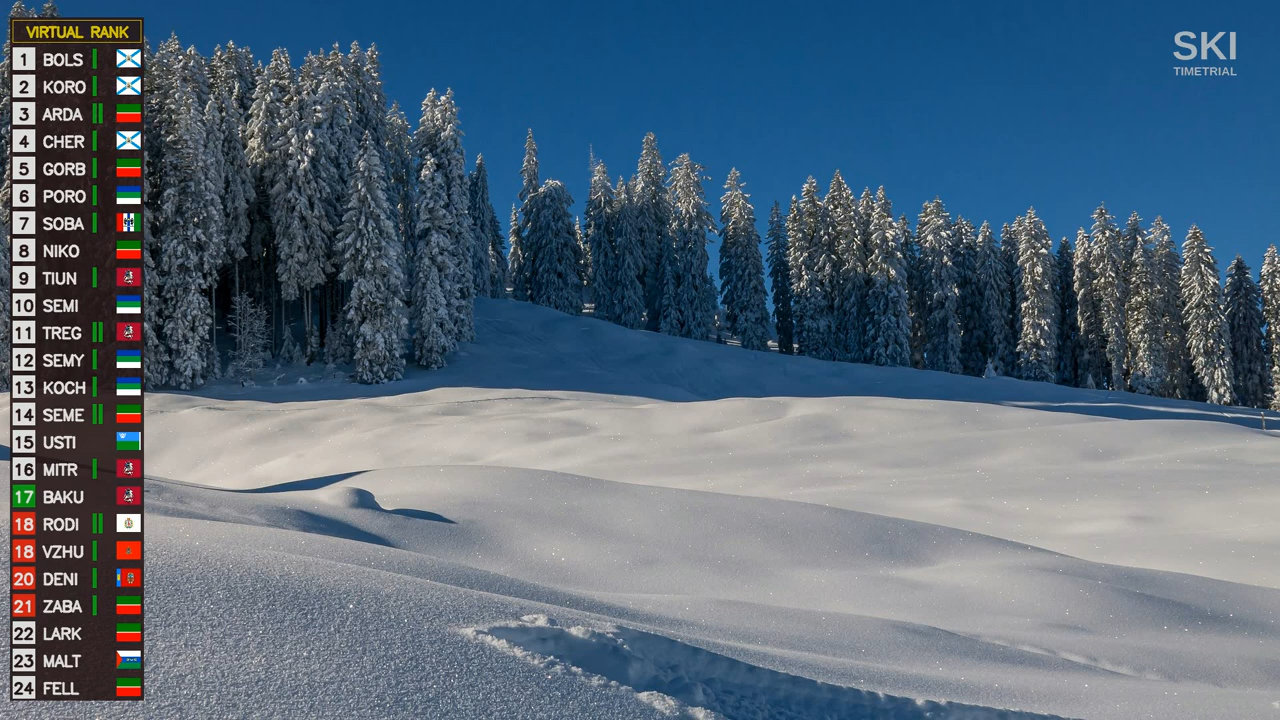 VIRTUAL RANK
1 BOLS
2 KORO
3 ARDA
4 CHER
5 GORB
6 PORO
7 SOBA
8 NIKO
9 TIUN
10 SEMI
11 TREG
12 SEMY
13 KOCH
14 SEME
15 USTI
16 MITR
17 BAKU
18 RODI
18 VZHU
20 DENI
21 ZABA
22 LARK
23 MALT
24 FELL
SKI
TIMETRIAL